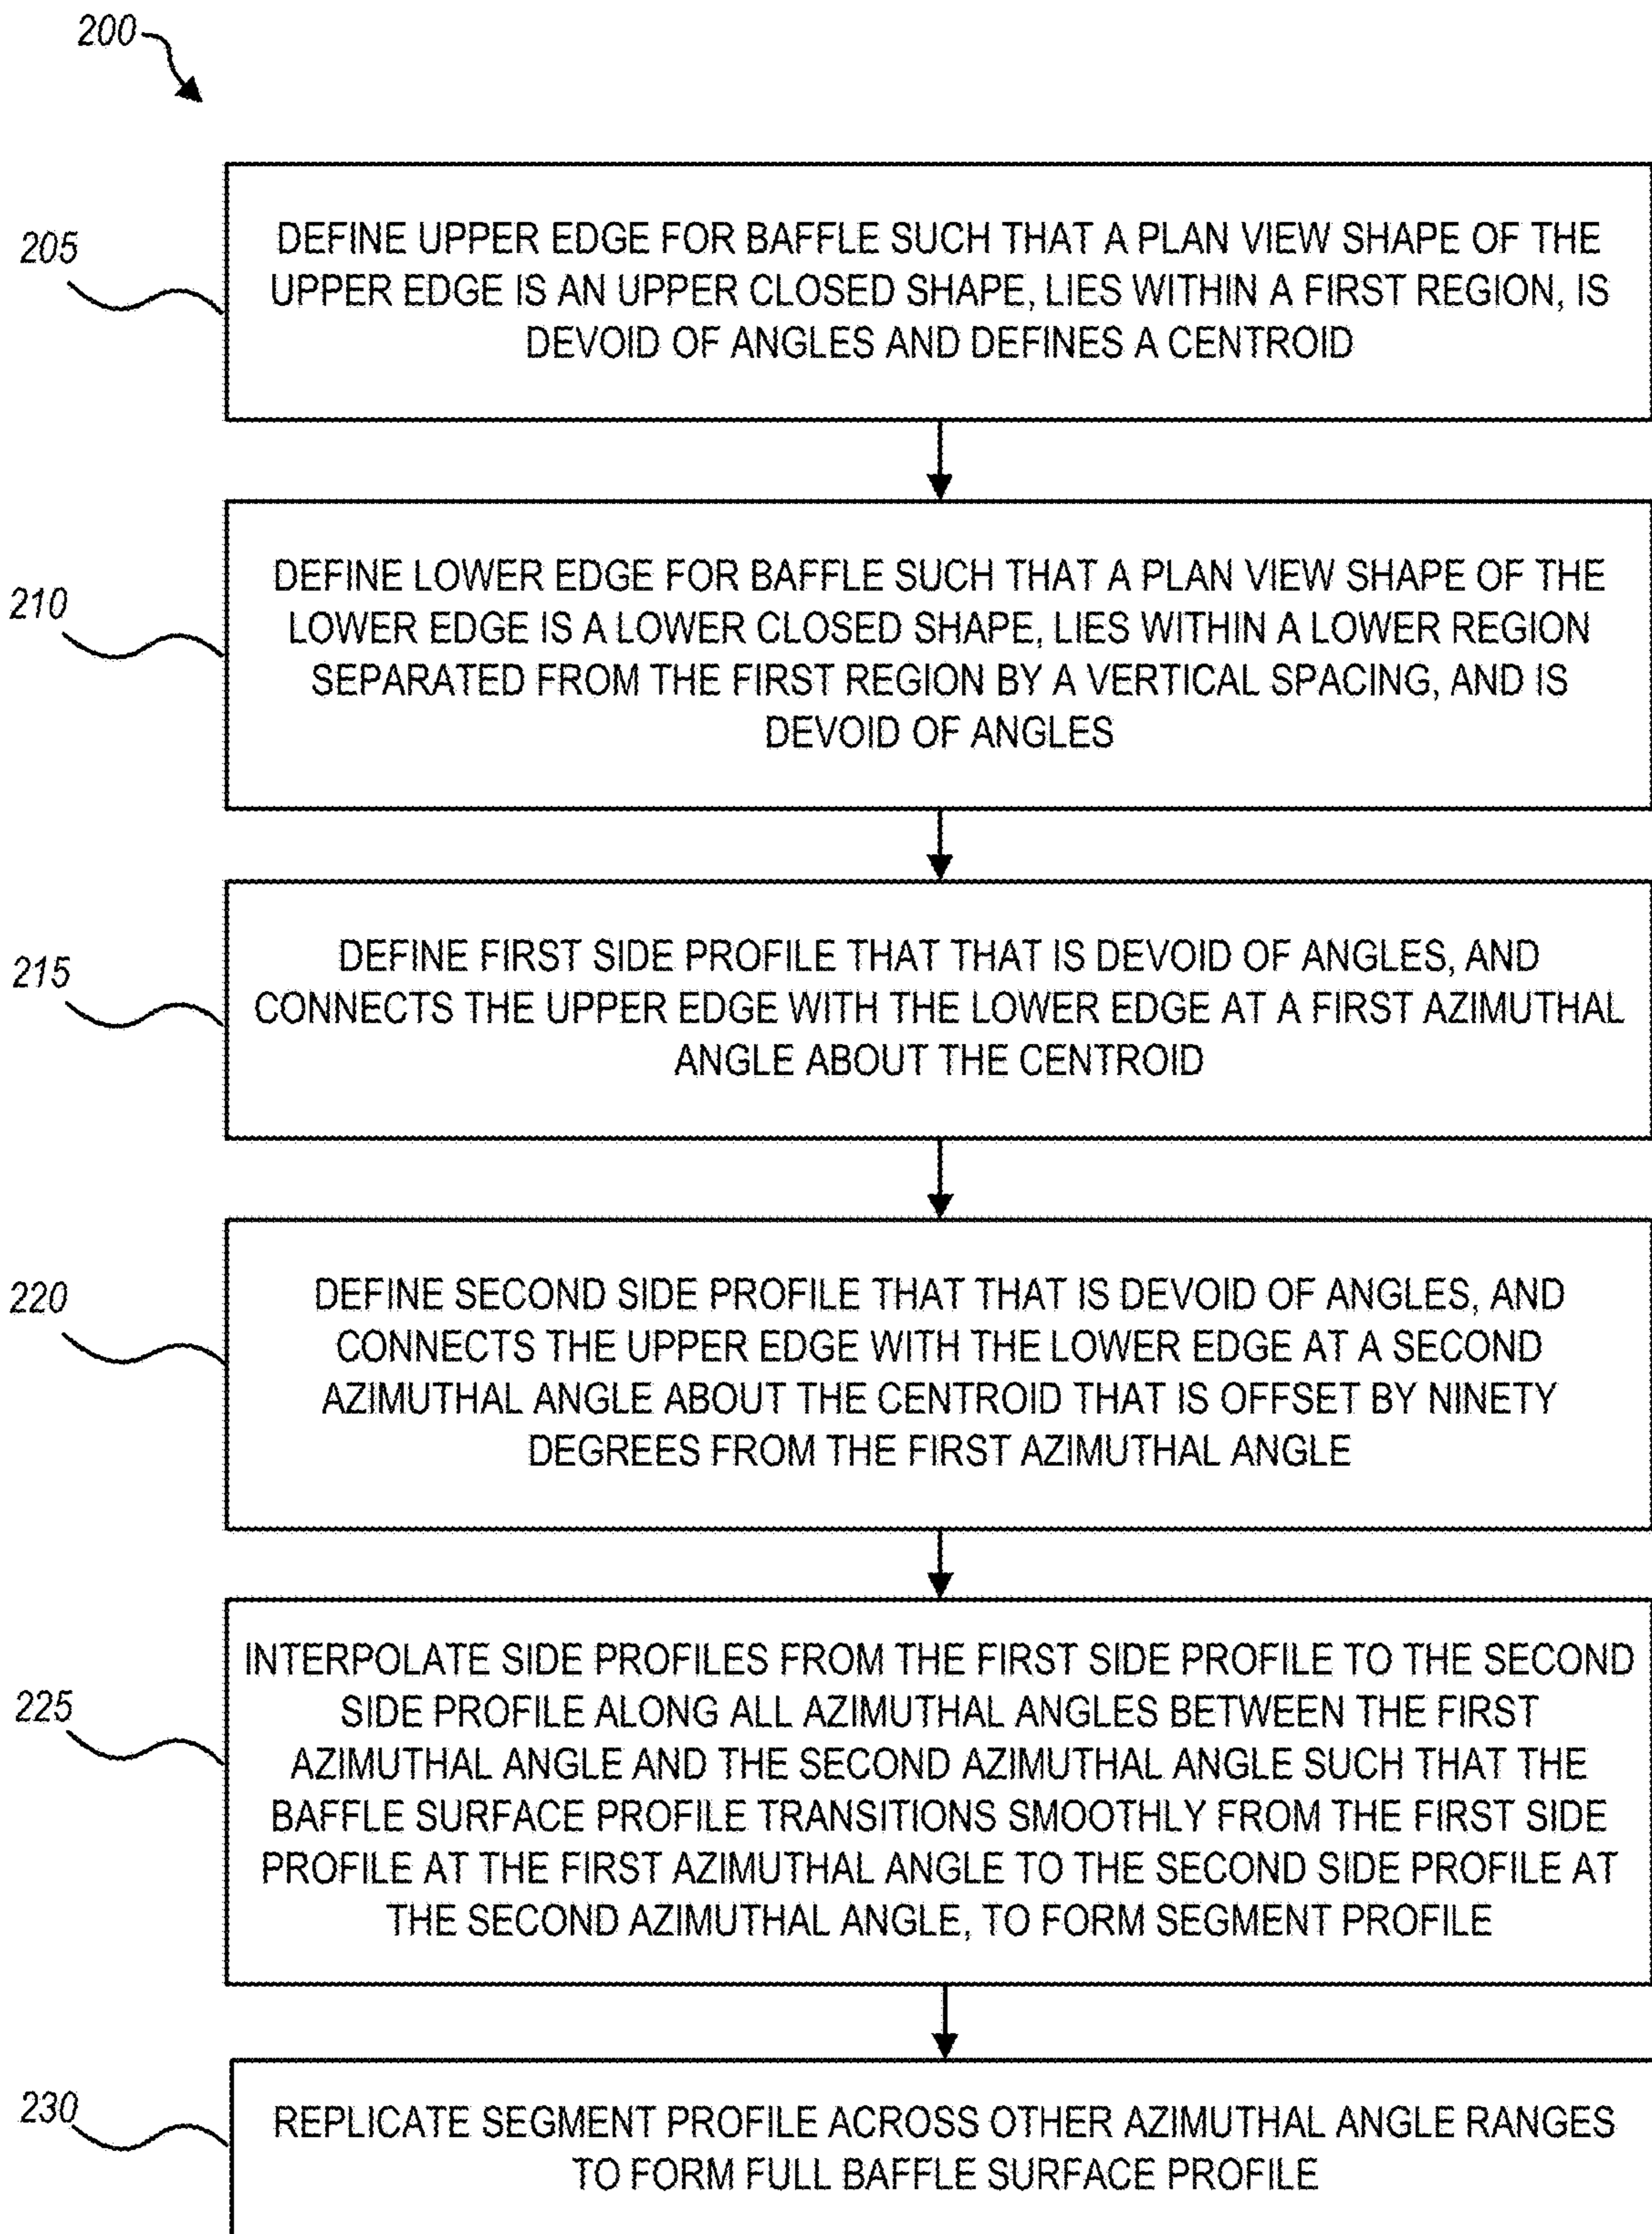 200
205
DEFINE UPPER EDGE FOR BAFFLE SUCH THAT A PLAN VIEW SHAPE OF THE
UPPER EDGE IS AN UPPER CLOSED SHAPE, LIES WITHIN A FIRST REGION, IS
DEVOID OF ANGLES AND DEFINES A CENTROID
210
DEFINE LOWER EDGE FOR BAFFLE SUCH THAT A PLAN VIEW SHAPE OF THE
LOWER EDGE IS A LOWER CLOSED SHAPE, LIES WITHIN A LOWER REGION
SEPARATED FROM THE FIRST REGION BY A VERTICAL SPACING, AND IS
DEVOID OF ANGLES
215
DEFINE FIRST SIDE PROFILE THAT THAT IS DEVOID OF ANGLES, AND
CONNECTS THE UPPER EDGE WITH THE LOWER EDGE AT A FIRST AZIMUTHAL
ANGLE ABOUT THE CENTROID
220
DEFINE SECOND SIDE PROFILE THAT THAT IS DEVOID OF ANGLES, AND
CONNECTS THE UPPER EDGE WITH THE LOWER EDGE AT A SECOND
AZIMUTHAL ANGLE ABOUT THE CENTROID THAT IS OFFSET BY NINETY
DEGREES FROM THE FIRST AZIMUTHAL ANGLE
225
INTERPOLATE SIDE PROFILES FROM THE FIRST SIDE PROFILE TO THE SECOND
SIDE PROFILE ALONG ALL AZIMUTHAL ANGLES BETWEEN THE FIRST
AZIMUTHAL ANGLE AND THE SECOND AZIMUTHAL ANGLE SUCH THAT THE
BAFFLE SURFACE PROFILE TRANSITIONS SMOOTHLY FROM THE FIRST SIDE
PROFILE AT THE FIRST AZIMUTHAL ANGLE TO THE SECOND SIDE PROFILE AT
THE SECOND AZIMUTHAL ANGLE, TO FORM SEGMENT PROFILE
230
REPLICATE SEGMENT PROFILE ACROSS OTHER AZIMUTHAL ANGLE RANGES
TO FORM FULL BAFFLE SURFACE PROFILE